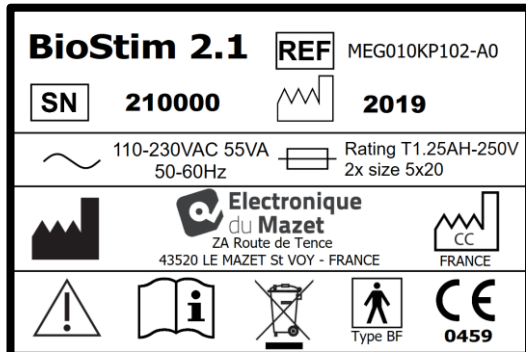 BioStim 2.1 REF MEG010KP102-A0
SN 210000 2019
110-230VAC 55VA
50-60Hz
Rating T1.25AH-250V
2x size 5x20
Electronique
du Mazet
ZA Route de Tence
43520 LE MAZET St VOY - FRANCE
CC
FRANCE
i
Type BF
CE
0459